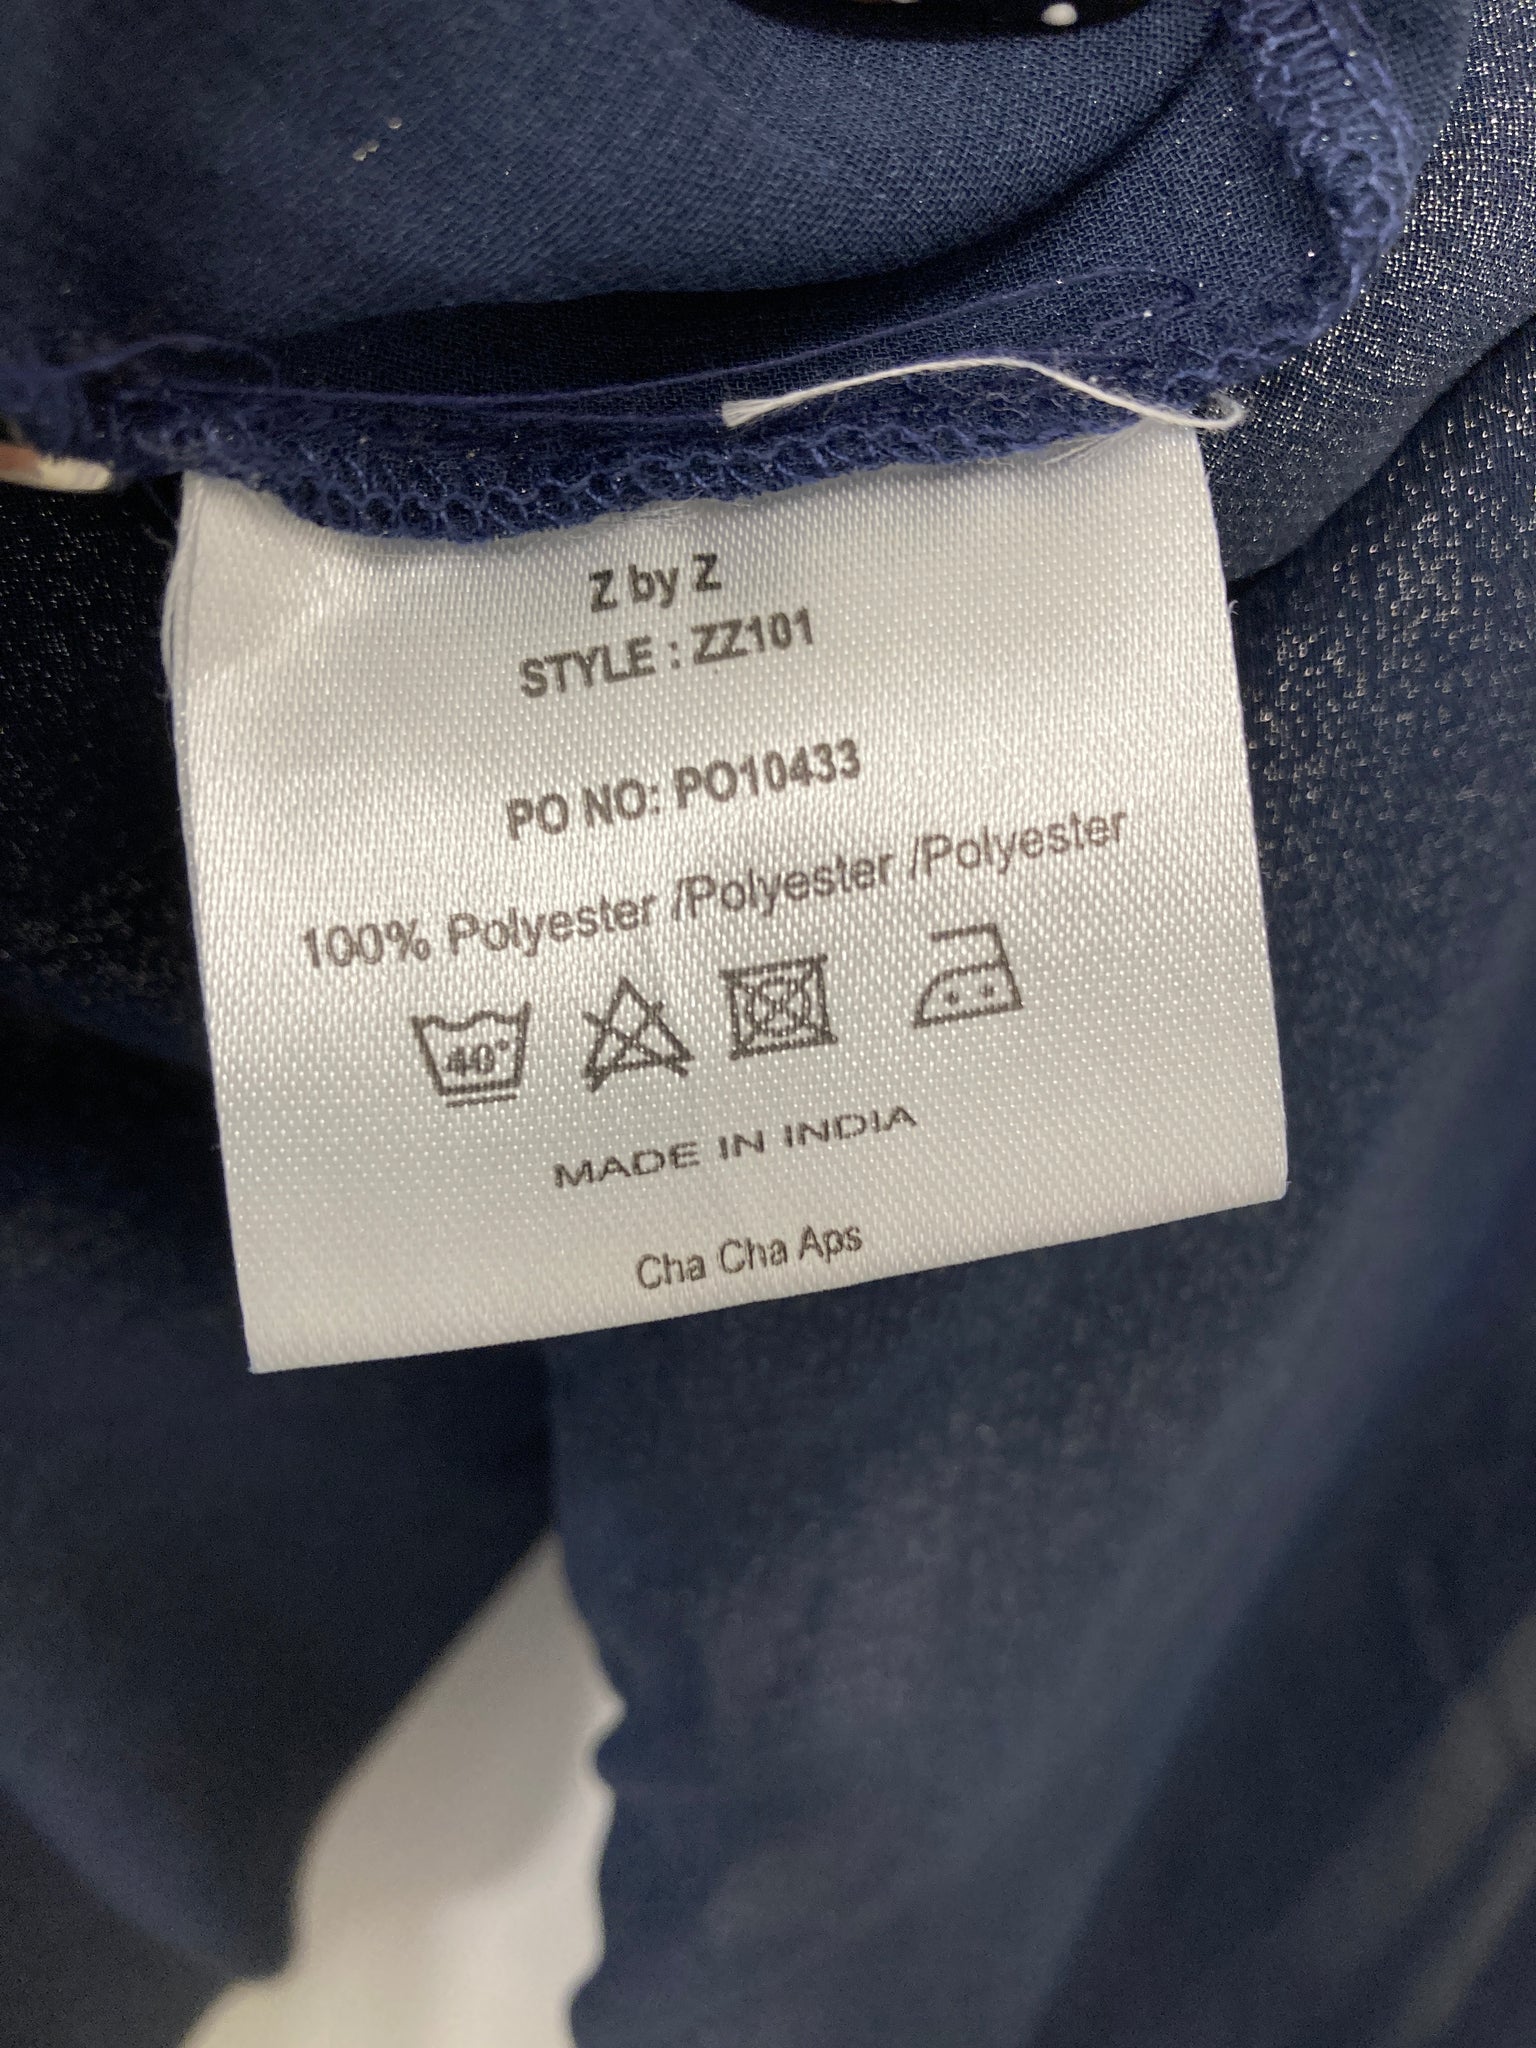 Z by Z
STYLE : ZZ101
PO NO: PO10433
100% Polyester /Polyester /Polyester
40°
MADE IN INDIA
Cha Cha Aps